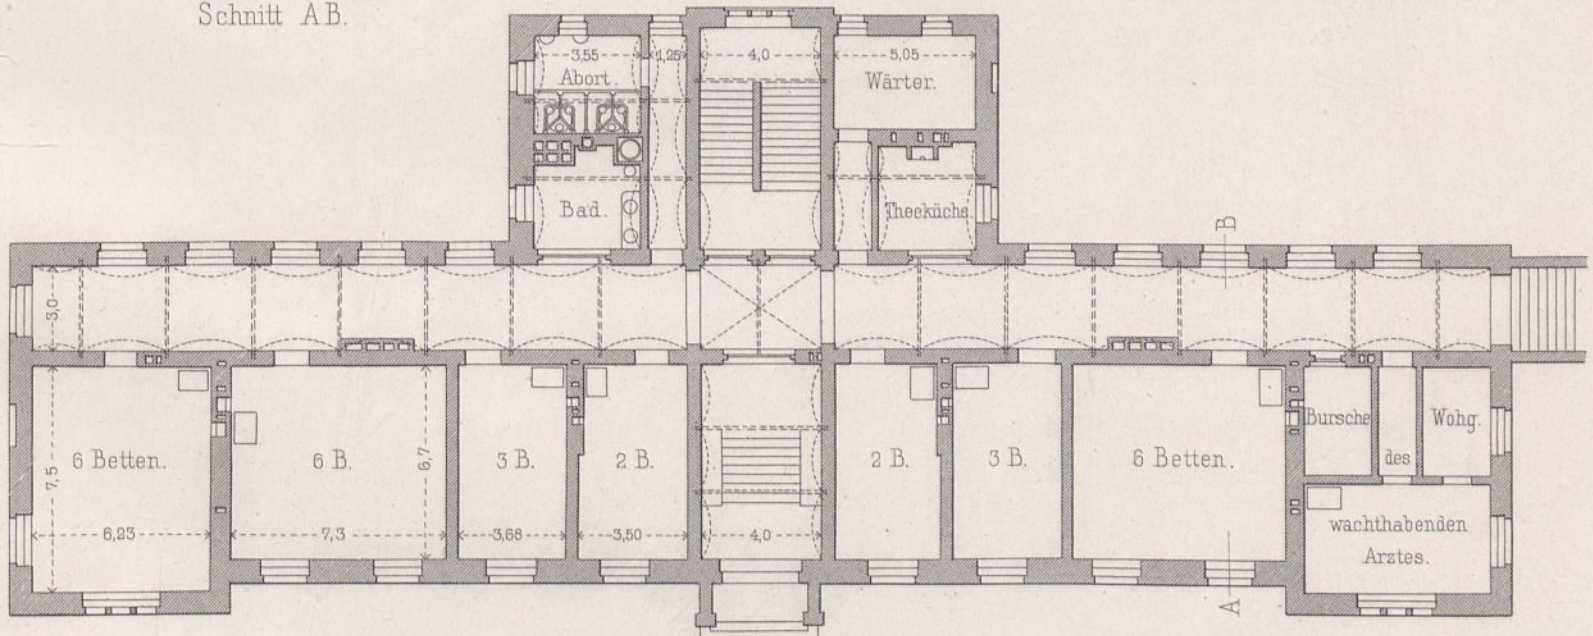 Schnitt AB.
3,55 1,25 4,0 5,05
Abort. Wärter.
Bad. Theeküche.
B
3,0
Bursche Wohg.
6 Betten. 6 B. 3 B. 2 B. 2 B. 3 B. 6 Betten. des
7,5 6,7
6,23 7,3 3,68 3,50 4,0
wachthabenden
Arztes.
A